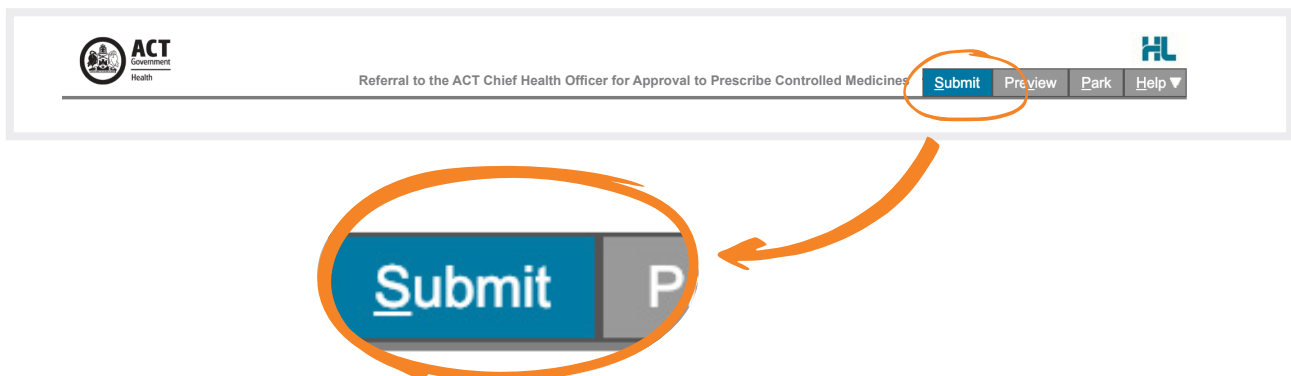 ACT
Government
Health
HL
Referral to the ACT Chief Health Officer for Approval to Prescribe Controlled Medicines
Submit Preview Park Help ▼
Submit P